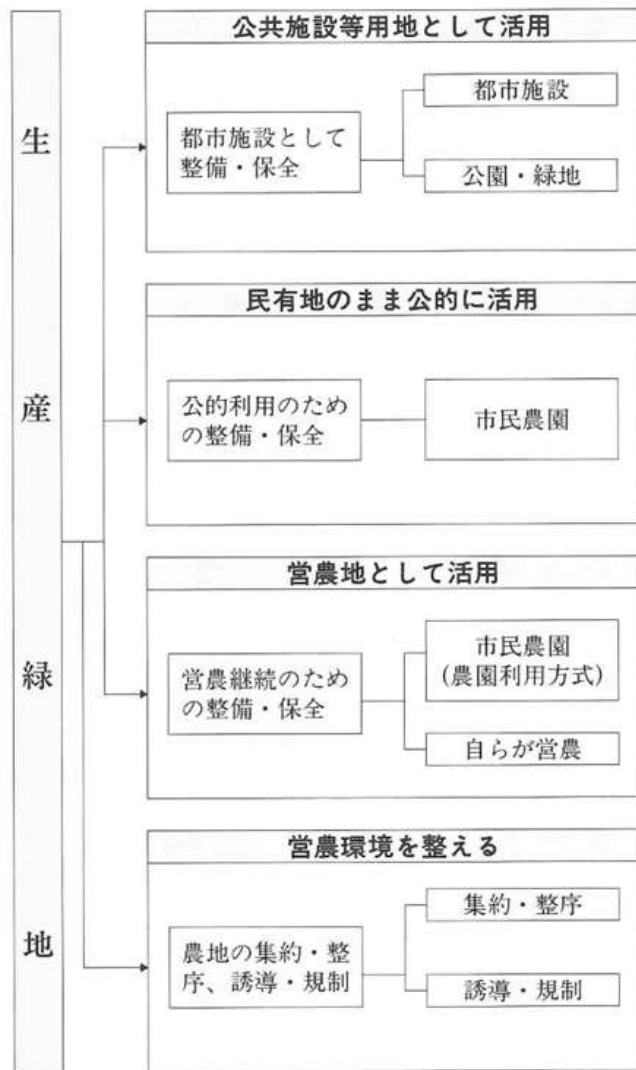 生産緑地
公共施設等用地として活用
都市施設として
整備・保全
都市施設
公園・緑地
民有地のまま公的に活用
公的利用のため
の整備・保全
市民農園
営農地として活用
営農継続のため
の整備・保全
市民農園
(農園利用方式)
自らが営農
営農環境を整える
農地の集約・整
序、誘導・規制
集約・整序
誘導・規制